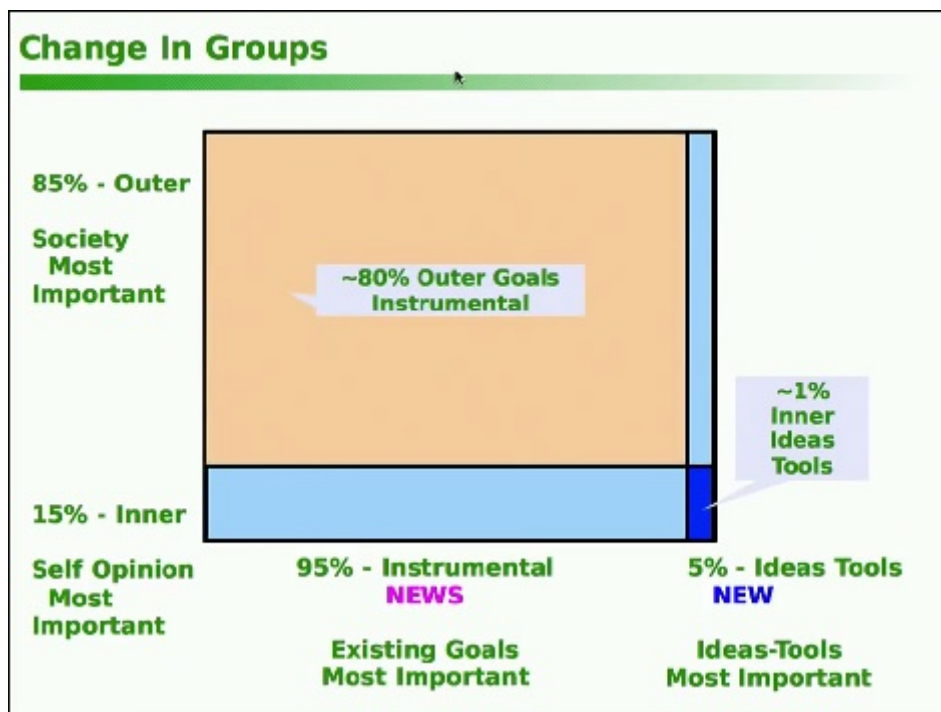 Change In Groups
85% - Outer
Society
Most
Important
~80% Outer Goals
Instrumental
~1%
Inner
Ideas
Tools
15% - Inner
Self Opinion
Most
Important
95% - Instrumental
NEWS
Existing Goals
Most Important
5% - Ideas Tools
NEW
Ideas-Tools
Most Important